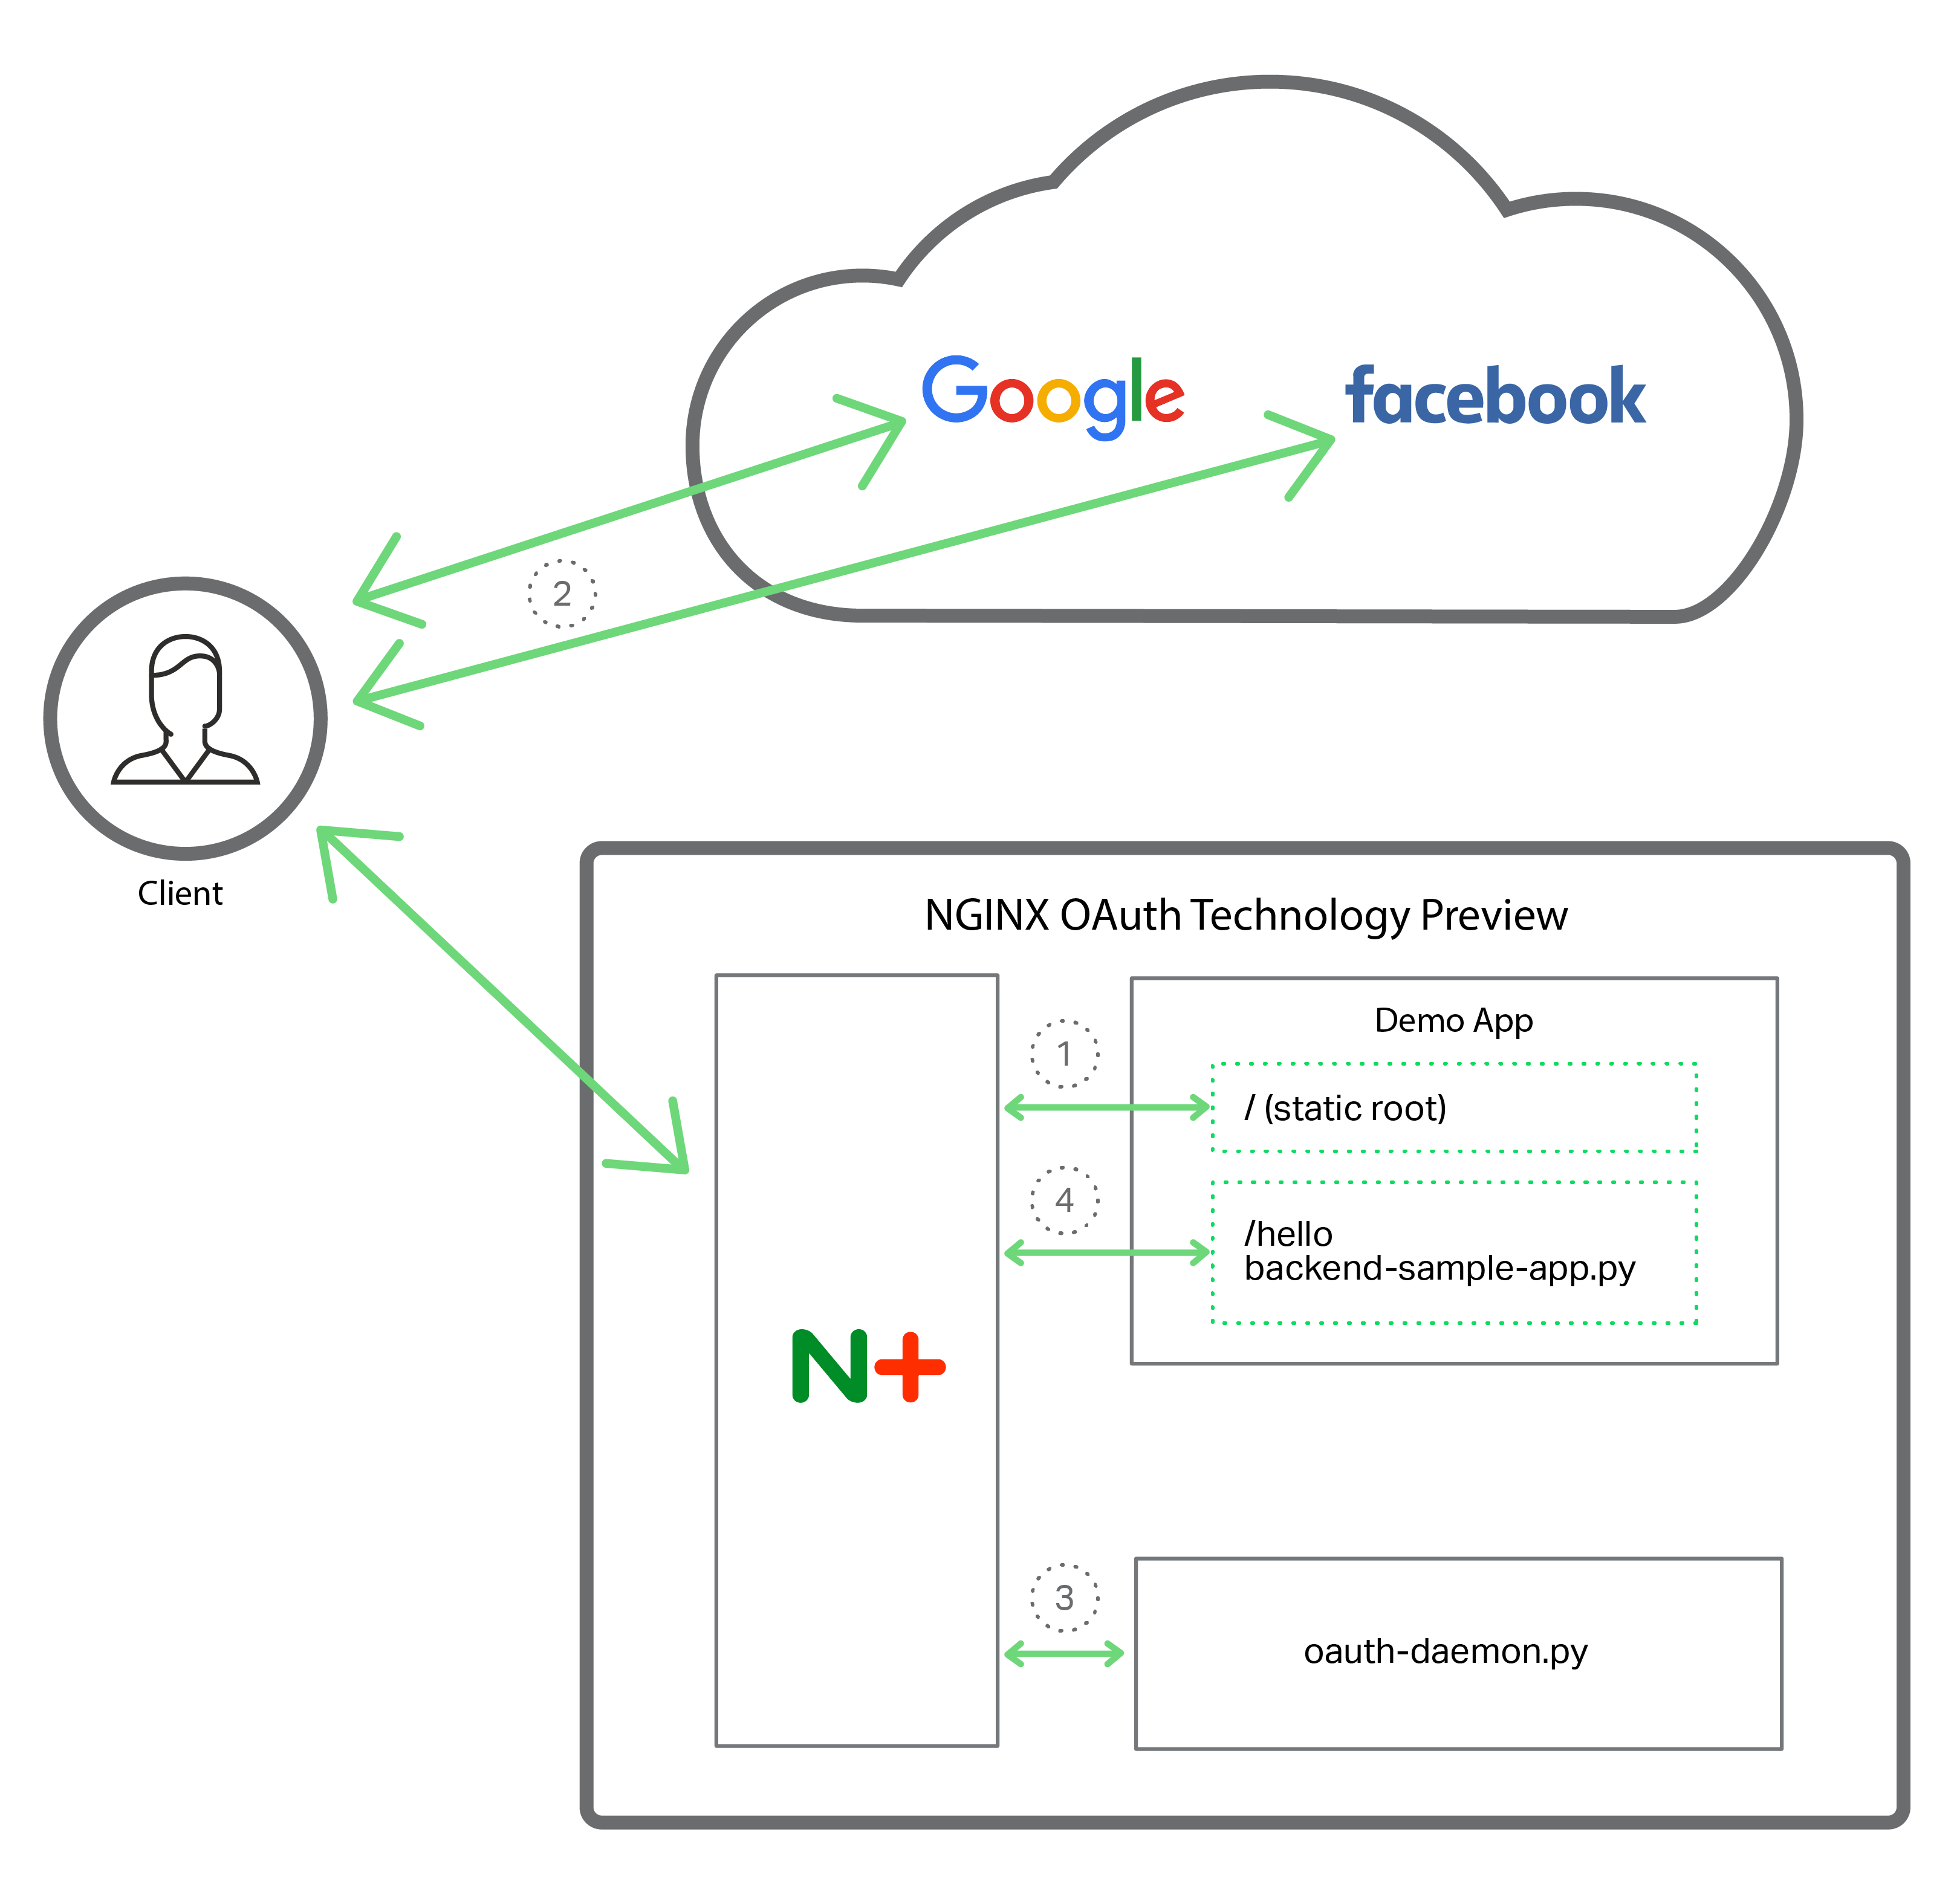 Google
facebook
2
Client
NGINX OAuth Technology Preview
Demo App
1
/ (static root)
4
/hello
backend-sample-app.py
N+
3
oauth-daemon.py